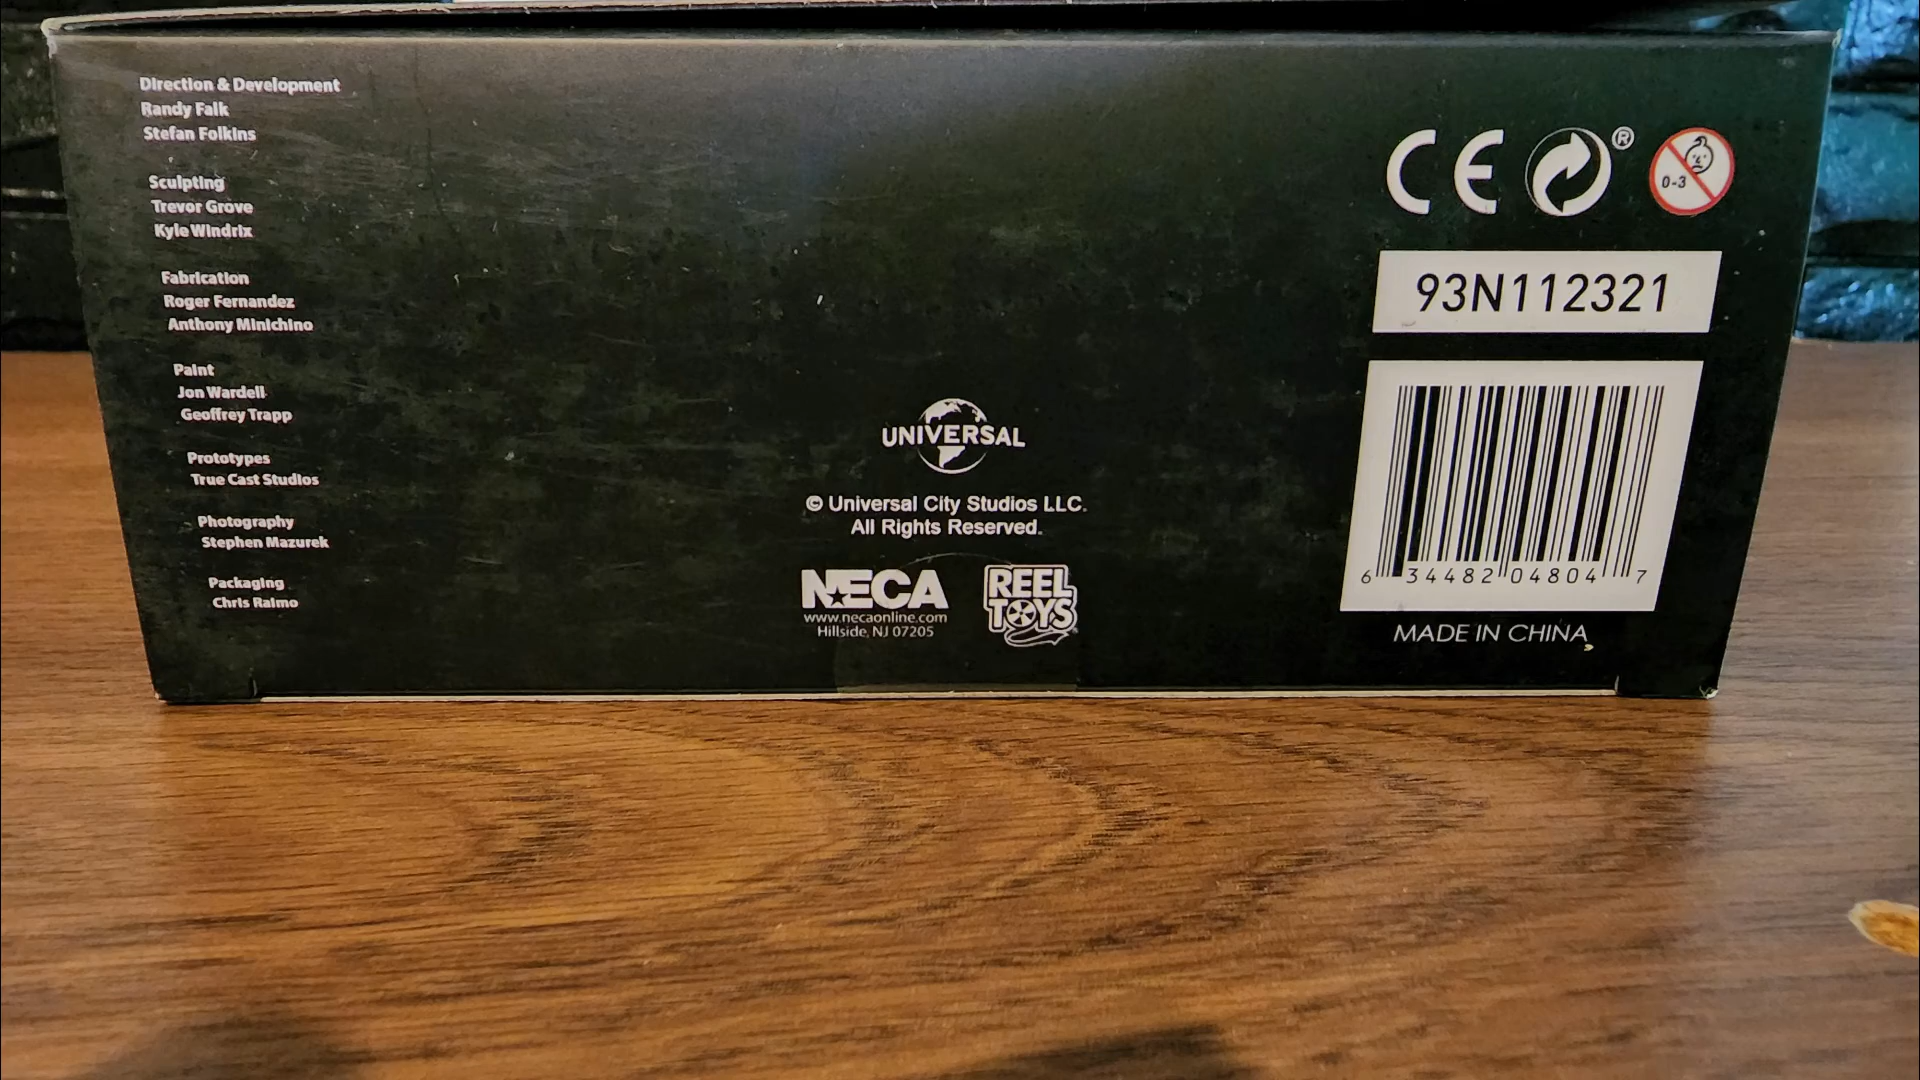 Direction & Development
Randy Falk
Stefan Folkins
Sculpting
Trevor Grove
Kyle Windrix
Fabrication
Roger Fernandez
Anthony Minichino
Paint
Jon Wardell
Geoffrey Trapp
Prototypes
True Cast Studios
Photography
Stephen Mazurek
Packaging
Chris Raimo
UNIVERSAL
© Universal City Studios LLC.
All Rights Reserved.
NECA
www.necaonline.com
Hillside, NJ 07205
REEL
TOYS
CE
®
0-3
93N112321
6 34482 04804 7
MADE IN CHINA